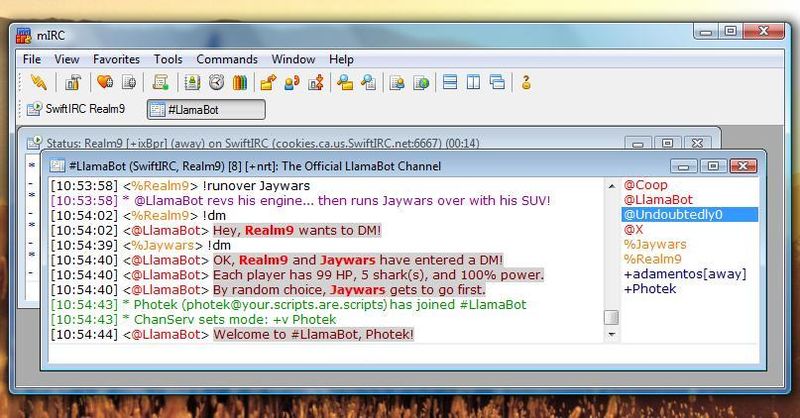 mIRC
File View Favorites Tools Commands Window Help
SwiftIRC Realm9 #LlamaBot
Status: Realm9 [+ixBpr] (away) on SwiftIRC (cookies.ca.us.SwiftIRC.net:6667) (00:14)
#LlamaBot (SwiftIRC, Realm9) [8] [+nrt]: The Official LlamaBot Channel
[10:53:58] <%Realm9> !runover Jaywars
[10:53:58] * @LlamaBot revs his engine... then runs Jaywars over with his SUV!
[10:54:02] <%Realm9> !dm
[10:54:02] <@LlamaBot> Hey, Realm9 wants to DM!
[10:54:39] <%Jaywars> !dm
[10:54:40] <@LlamaBot> OK, Realm9 and Jaywars have entered a DM!
[10:54:40] <@LlamaBot> Each player has 99 HP, 5 shark(s), and 100% power.
[10:54:40] <@LlamaBot> By random choice, Jaywars gets to go first.
[10:54:43] * Photek (photek@your.scripts.are.scripts) has joined #LlamaBot
[10:54:43] * ChanServ sets mode: +v Photek
[10:54:44] <@LlamaBot> Welcome to #LlamaBot, Photek!
@Coop
@LlamaBot
@Undoubtedly0
@X
%Jaywars
%Realm9
+adamentos[away]
+Photek